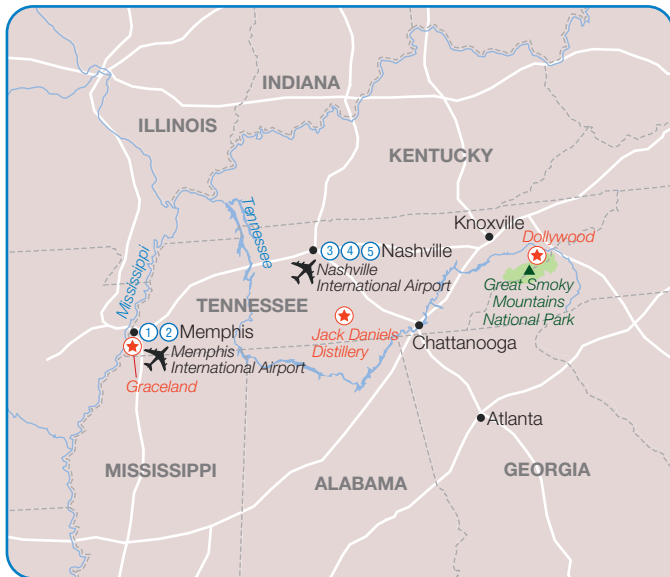 INDIANA
ILLINOIS
KENTUCKY
Tennessee
Mississippi
Knoxville
Dollywood
3 4 5 Nashville
Nashville
International Airport
Great Smoky
Mountains
National Park
TENNESSEE
1 2 Memphis
Memphis
International Airport
Jack Daniels
Distillery
Chattanooga
Graceland
Atlanta
MISSISSIPPI
ALABAMA
GEORGIA